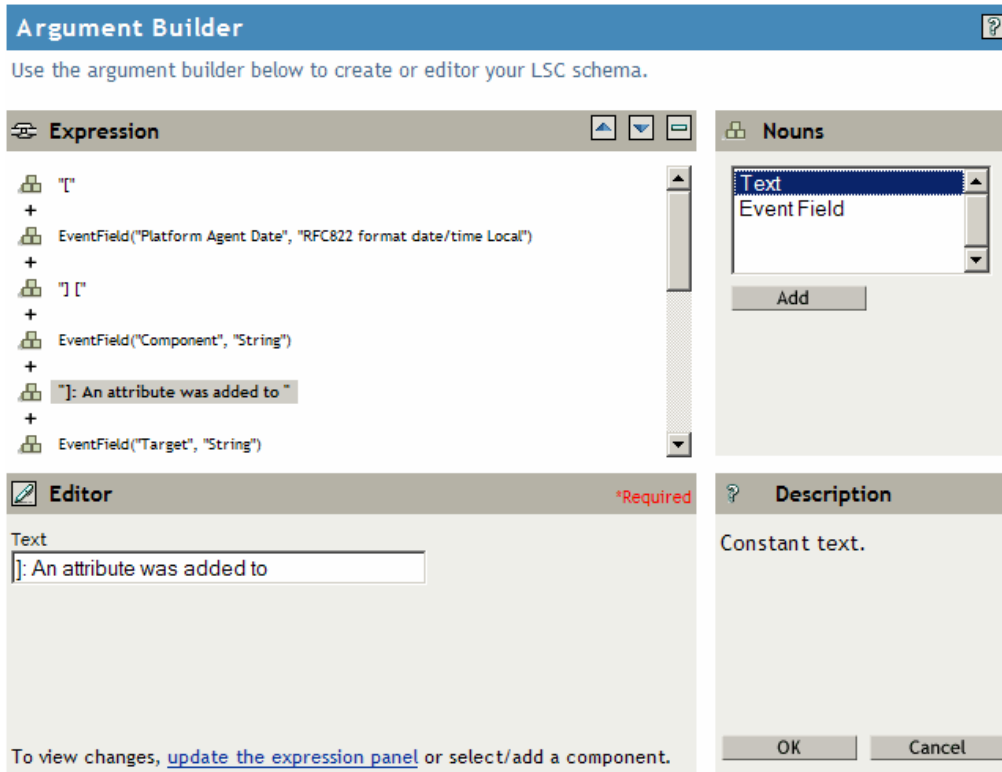 Argument Builder
?
Use the argument builder below to create or editor your LSC schema.
Expression
"["
+
EventField("Platform Agent Date", "RFC822 format date/time Local")
+
"] ["
+
EventField("Component", "String")
+
"]: An attribute was added to "
+
EventField("Target", "String")
Nouns
Text
Event Field
Add
Editor
*Required
Text
]: An attribute was added to
To view changes, update the expression panel or select/add a component.
? Description
Constant text.
OK Cancel